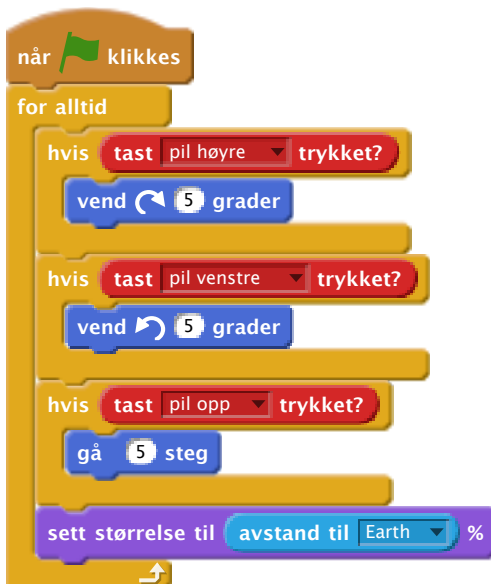 når klikkes
for alltid
hvis tast pil høyre trykket?
vend 5 grader
hvis tast pil venstre trykket?
vend 5 grader
hvis tast pil opp trykket?
gå 5 steg
sett størrelse til avstand til Earth %